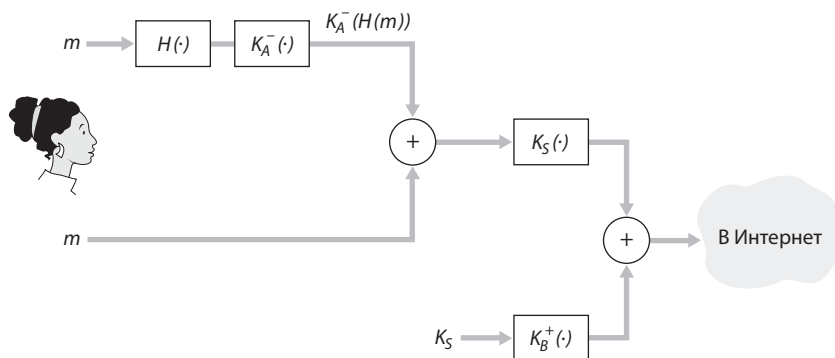 K_A^-(H(m))
m
H(·)
K_A^-(·)
+
K_S(·)
m
+
В Интернет
K_S
K_B^+(·)